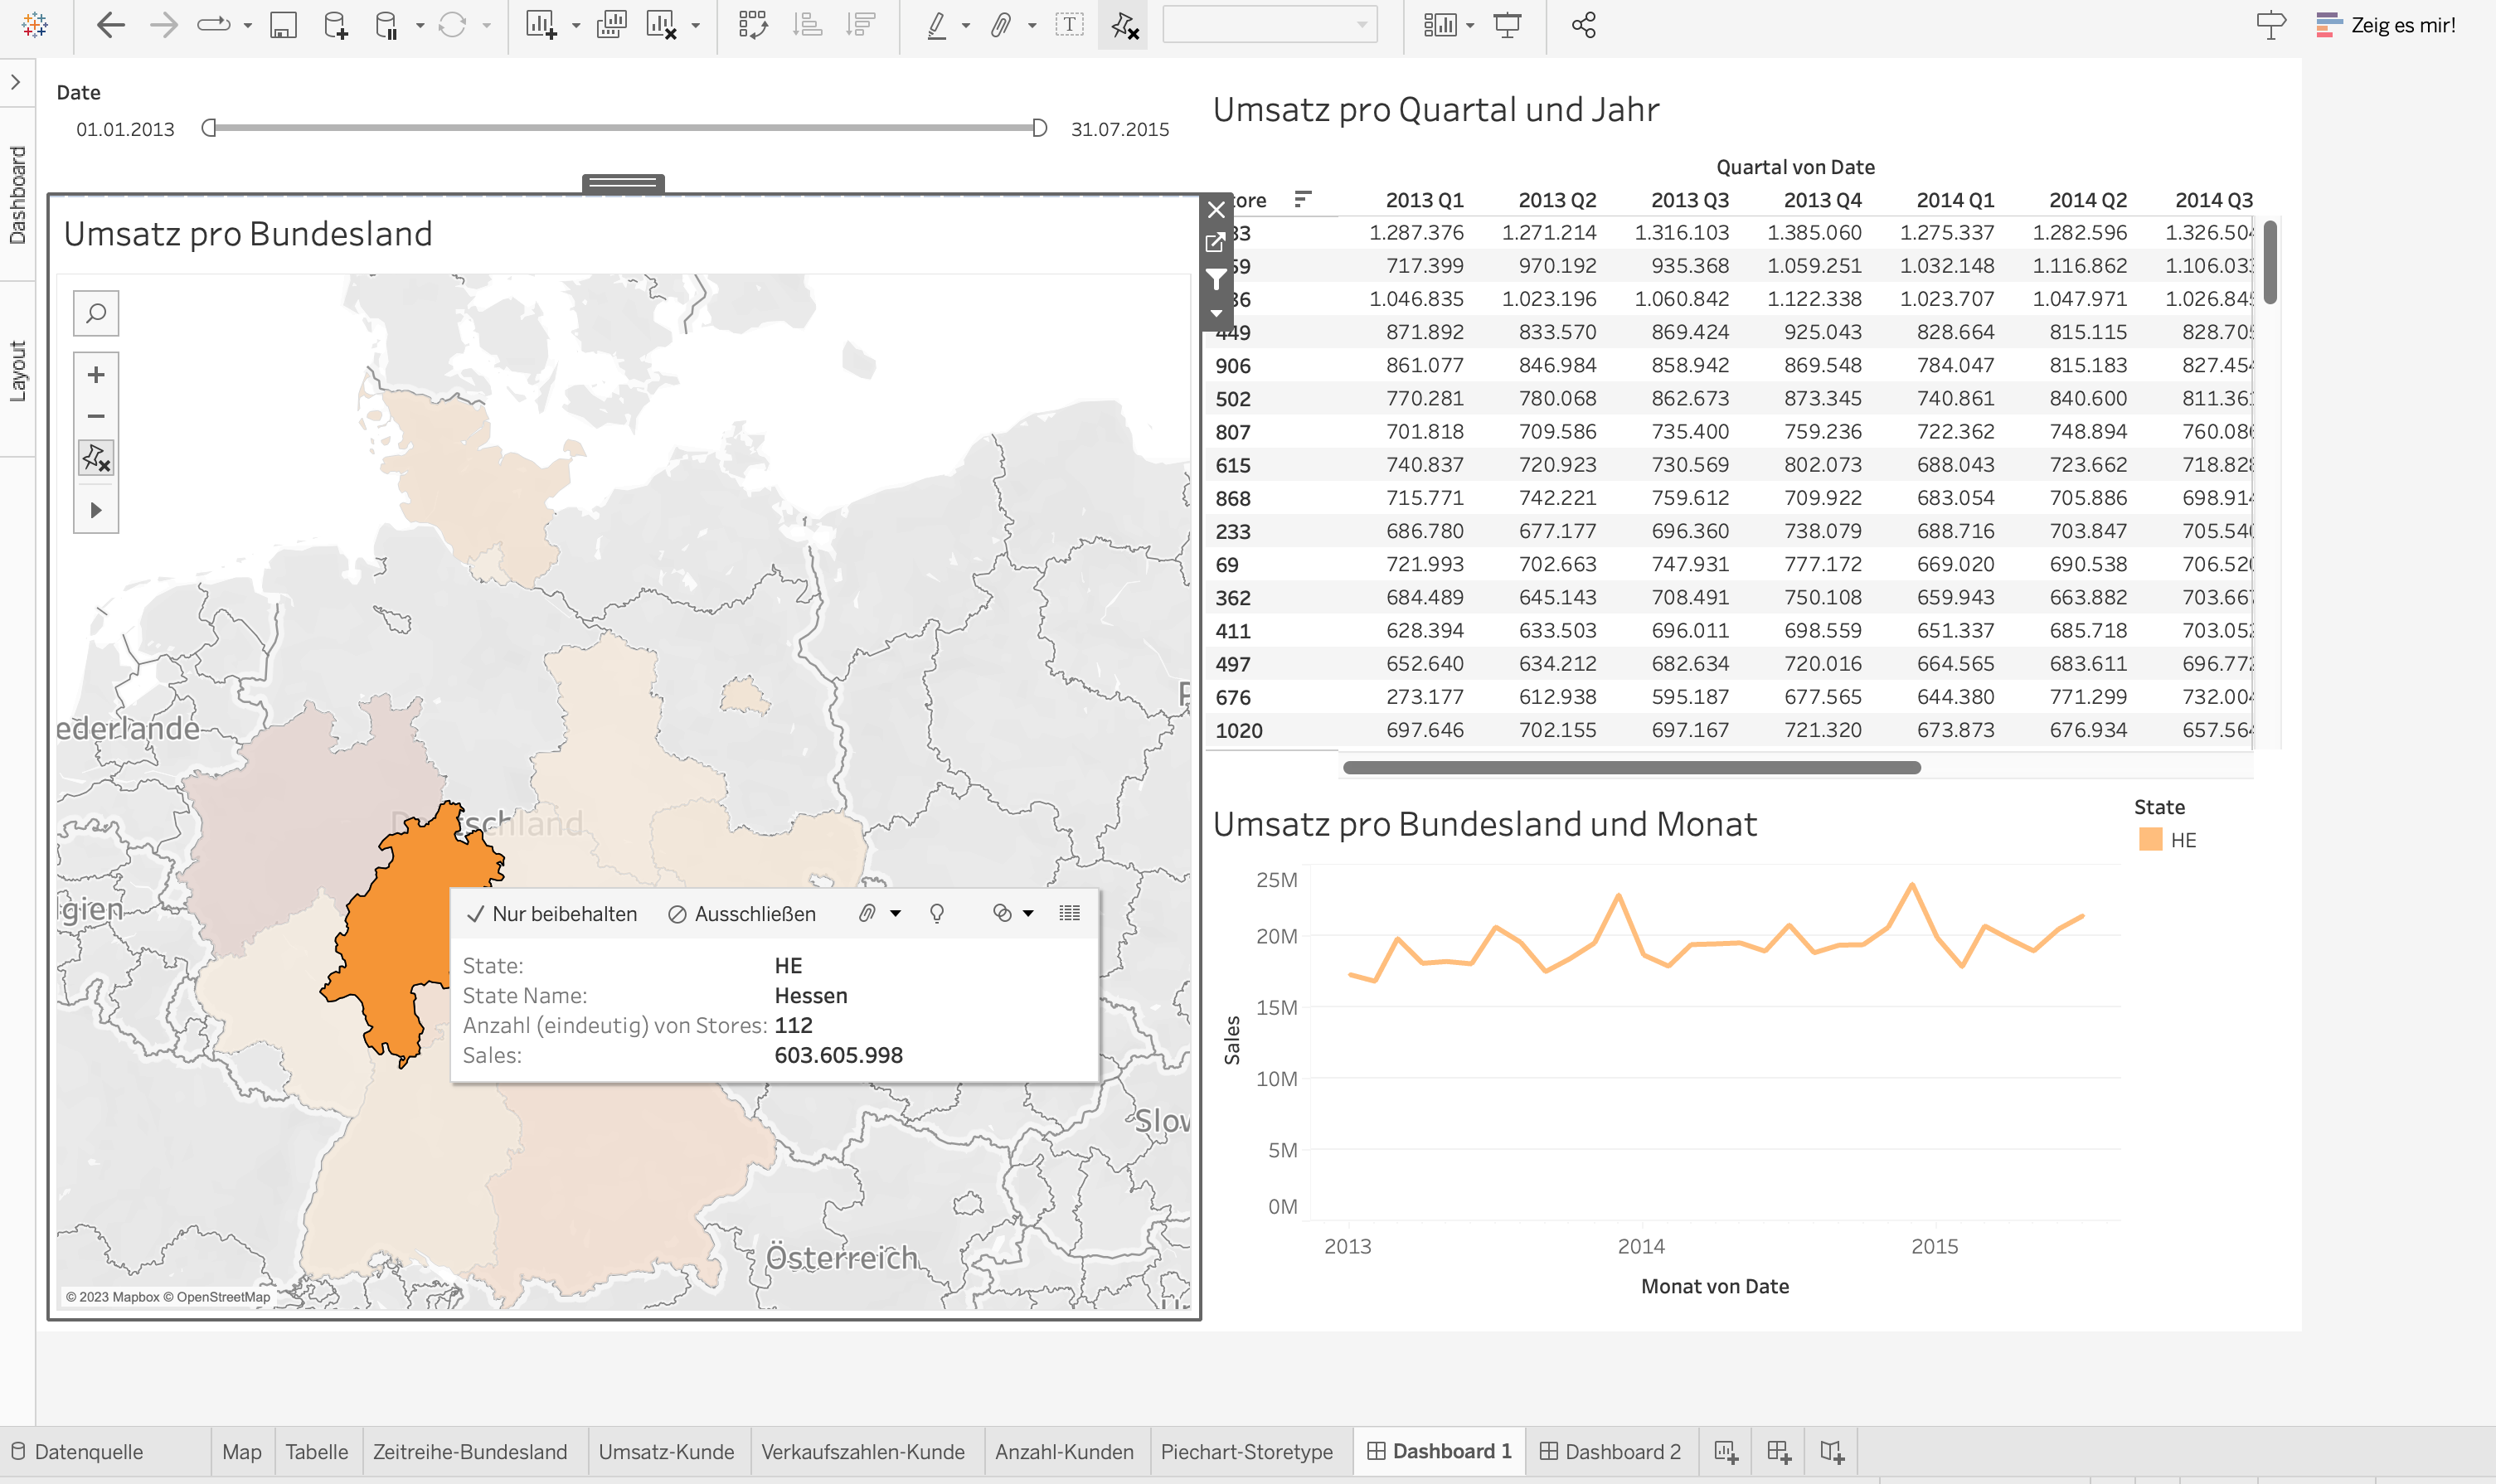 Zeig es mir!
Dashboard
Layout
Date
01.01.2013
31.07.2015
Umsatz pro Bundesland
ederlande
Deutschland
gien
Österreich
Slov
© 2023 Mapbox © OpenStreetMap
Nur beibehalten Ausschließen
State: HE
State Name: Hessen
Anzahl (eindeutig) von Stores: 112
Sales: 603.605.998
Umsatz pro Quartal und Jahr
Quartal von Date
ore 2013 Q1 2013 Q2 2013 Q3 2013 Q4 2014 Q1 2014 Q2 2014 Q3
33 1.287.376 1.271.214 1.316.103 1.385.060 1.275.337 1.282.596 1.326.50
59 717.399 970.192 935.368 1.059.251 1.032.148 1.116.862 1.106.03
36 1.046.835 1.023.196 1.060.842 1.122.338 1.023.707 1.047.971 1.026.84
449 871.892 833.570 869.424 925.043 828.664 815.115 828.70
906 861.077 846.984 858.942 869.548 784.047 815.183 827.45
502 770.281 780.068 862.673 873.345 740.861 840.600 811.36
807 701.818 709.586 735.400 759.236 722.362 748.894 760.08
615 740.837 720.923 730.569 802.073 688.043 723.662 718.82
868 715.771 742.221 759.612 709.922 683.054 705.886 698.91
233 686.780 677.177 696.360 738.079 688.716 703.847 705.54
69 721.993 702.663 747.931 777.172 669.020 690.538 706.52
362 684.489 645.143 708.491 750.108 659.943 663.882 703.66
411 628.394 633.503 696.011 698.559 651.337 685.718 703.05
497 652.640 634.212 682.634 720.016 664.565 683.611 696.77
676 273.177 612.938 595.187 677.565 644.380 771.299 732.00
1020 697.646 702.155 697.167 721.320 673.873 676.934 657.56
Umsatz pro Bundesland und Monat
State
HE
25M
20M
15M
10M
5M
0M
Sales
2013 2014 2015
Monat von Date
Datenquelle Map Tabelle Zeitreihe-Bundesland Umsatz-Kunde Verkaufszahlen-Kunde Anzahl-Kunden Piechart-Storetype Dashboard 1 Dashboard 2